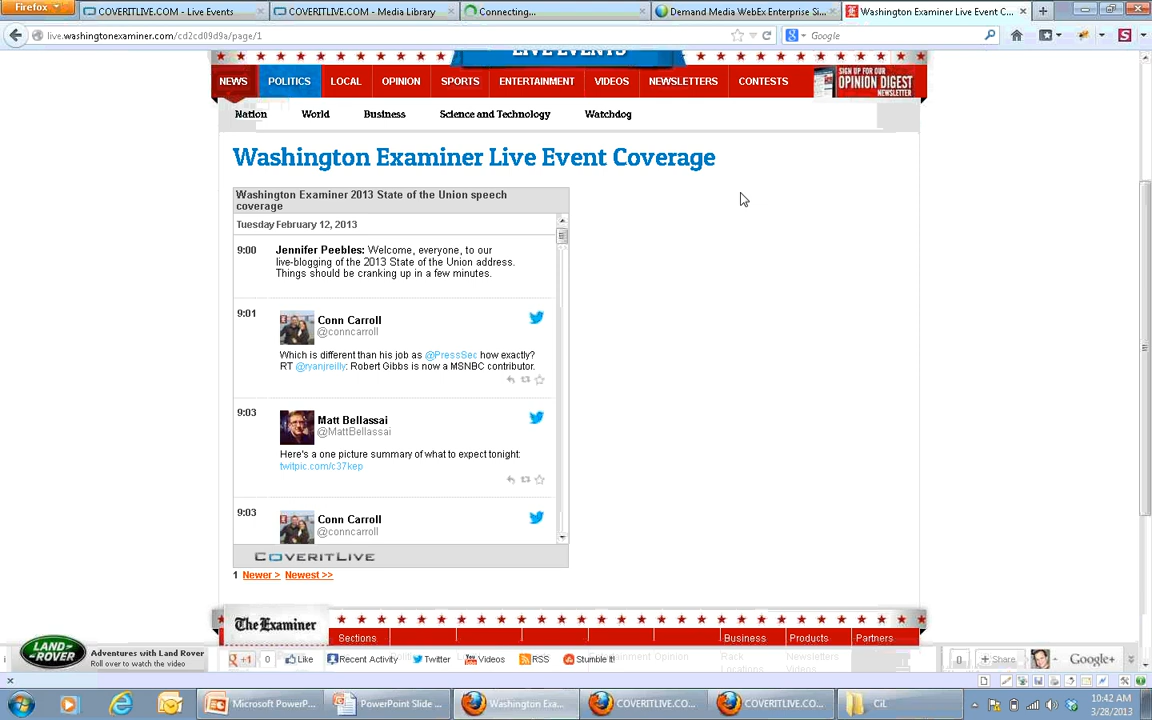 Firefox
COVERITLIVE.COM - Live Events
COVERITLIVE.COM - Media Library
Connecting...
Demand Media WebEx Enterprise Si...
Washington Examiner Live Event C...
live.washingtonexaminer.com/cd2cd09d9a/page/1
Google
LIVE EVENTS
NEWS
POLITICS
LOCAL
OPINION
SPORTS
ENTERTAINMENT
VIDEOS
NEWSLETTERS
CONTESTS
SIGN UP FOR OUR
OPINION DIGEST
NEWSLETTER
Nation
World
Business
Science and Technology
Watchdog
Washington Examiner Live Event Coverage
Washington Examiner 2013 State of the Union speech
coverage
Tuesday February 12, 2013
9:00 Jennifer Peebles: Welcome, everyone, to our
live-blogging of the 2013 State of the Union address.
Things should be cranking up in a few minutes.
9:01 Conn Carroll
@conncarroll
Which is different than his job as @PressSec how exactly?
RT @ryanjreilly: Robert Gibbs is now a MSNBC contributor.
9:03 Matt Bellassai
@MattBellassai
Here's a one picture summary of what to expect tonight:
twitpic.com/c37kep
9:03 Conn Carroll
@conncarroll
COVERITLIVE
1 Newer > Newest >>
The Examiner
Sections
Business
Products
Partners
LAND-
ROVER
Adventures with Land Rover
Roll over to watch the video
+1
0
Like
Recent Activity
Twitter
Videos
RSS
Stumble It!
Opinion
Rack
Locations
Newsletters
Videos
0
Share
Google+
Microsoft PowerP...
PowerPoint Slide ...
Washington Exa...
COVERITLIVE.CO...
COVERITLIVE.CO...
CiL
10:42 AM
3/28/2013